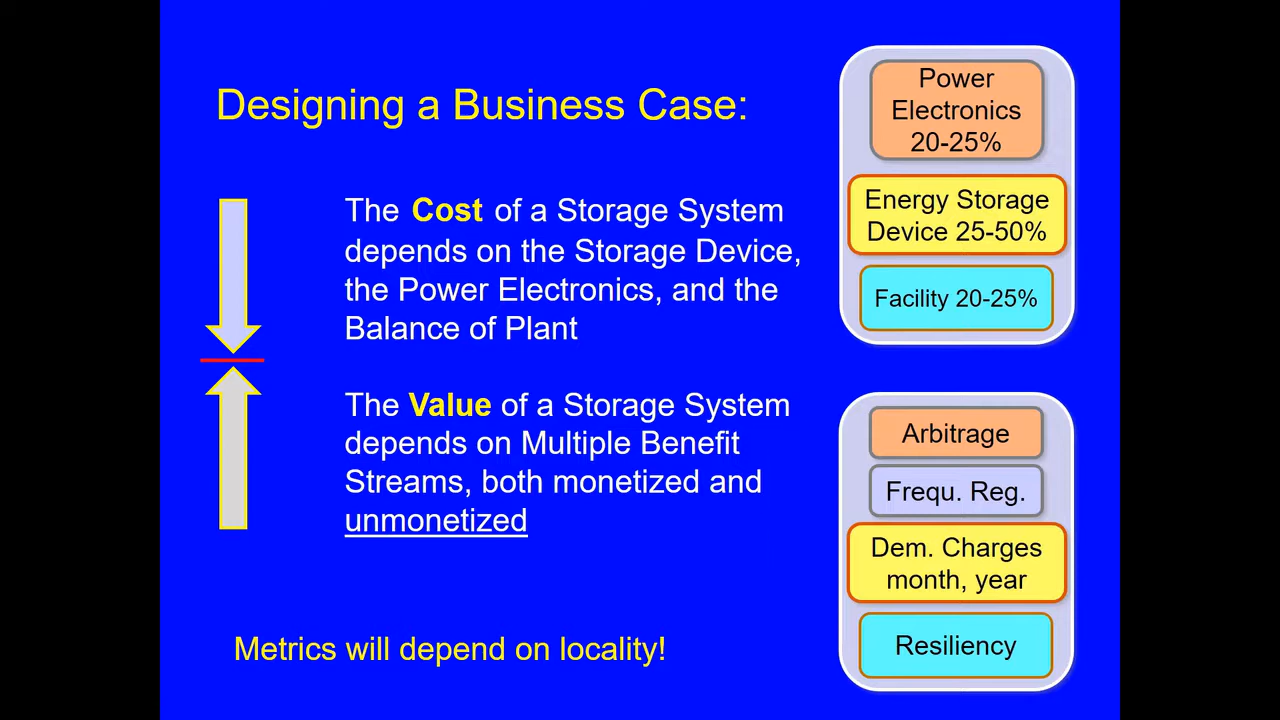 Designing a Business Case:
The Cost of a Storage System
depends on the Storage Device,
the Power Electronics, and the
Balance of Plant
The Value of a Storage System
depends on Multiple Benefit
Streams, both monetized and
unmonetized
Metrics will depend on locality!
Power
Electronics
20-25%
Energy Storage
Device 25-50%
Facility 20-25%
Arbitrage
Frequ. Reg.
Dem. Charges
month, year
Resiliency